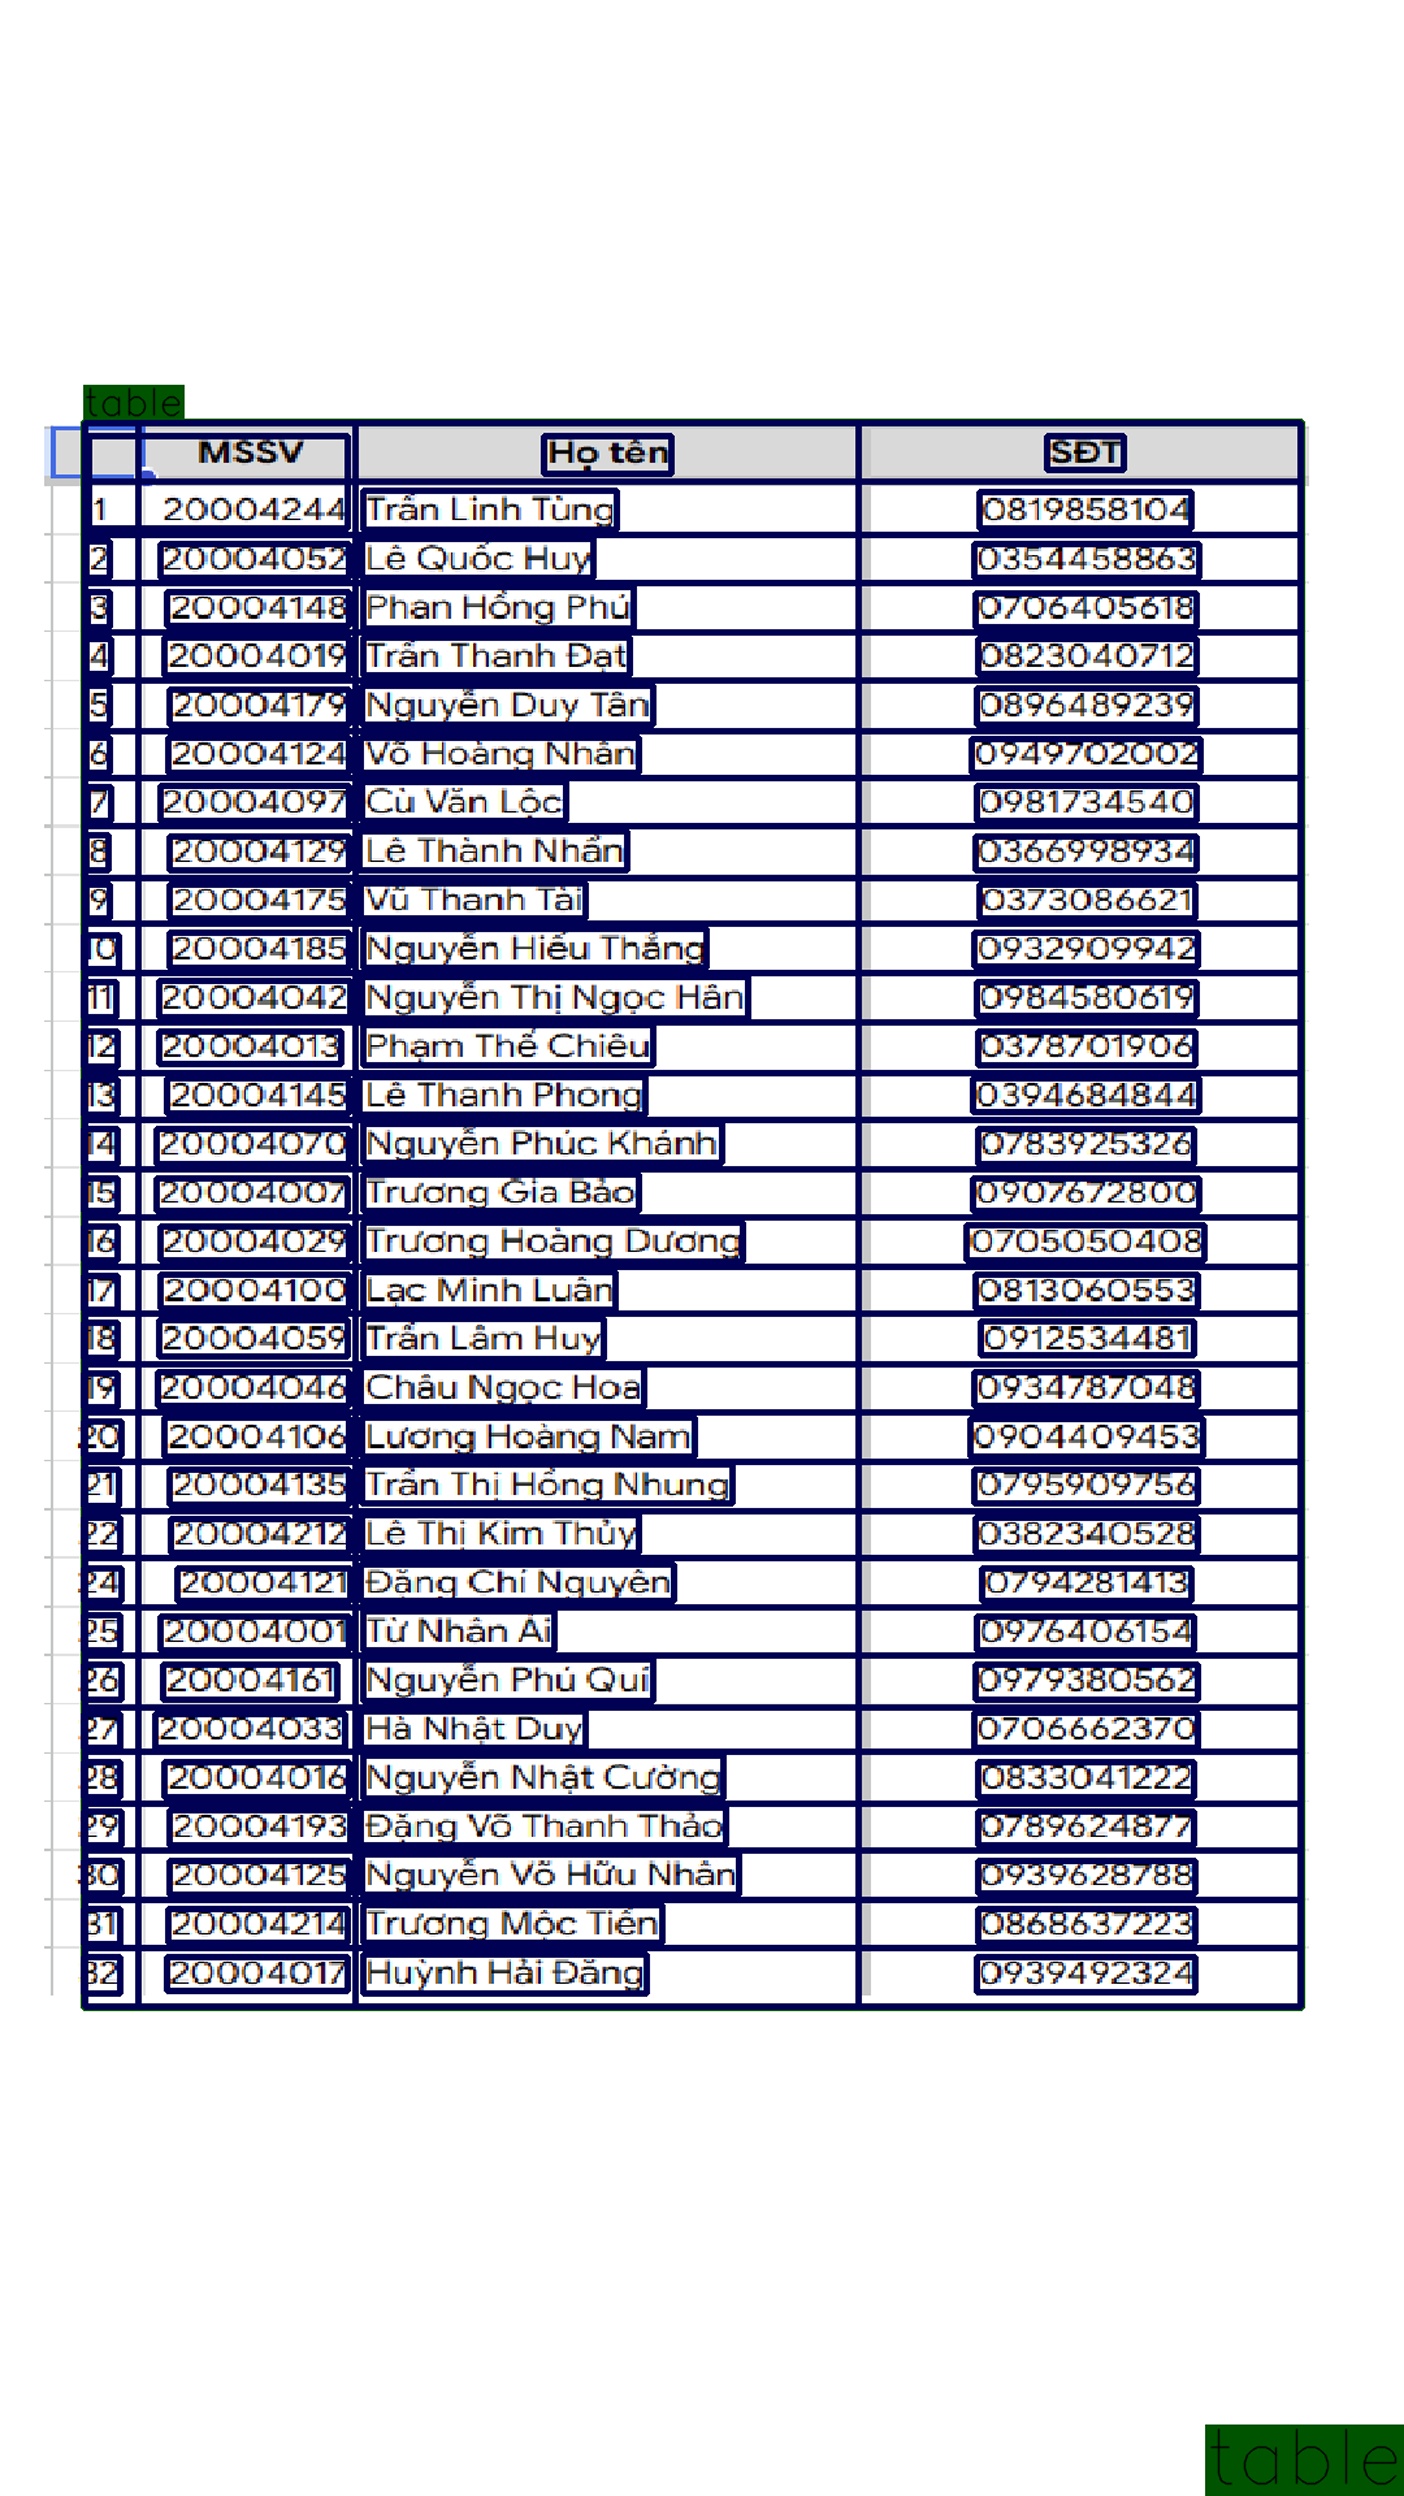 table
MSSV Họ tên SĐT
1 20004244 Trần Linh Tùng 0819858104
2 20004052 Lê Quốc Huy 0354458863
3 20004148 Phan Hồng Phú 0706405618
4 20004019 Trần Thanh Đạt 0823040712
5 20004179 Nguyễn Duy Tân 0896489239
6 20004124 Võ Hoàng Nhân 0949702002
7 20004097 Cù Văn Lộc 0981734540
8 20004129 Lê Thành Nhẫn 0366998934
9 20004175 Vũ Thanh Tài 0373086621
10 20004185 Nguyễn Hiếu Thắng 0932909942
11 20004042 Nguyễn Thị Ngọc Hân 0984580619
12 20004013 Phạm Thế Chiêu 0378701906
13 20004145 Lê Thanh Phong 0394684844
14 20004070 Nguyễn Phúc Khánh 0783925326
15 20004007 Trương Gia Bảo 0907672800
16 20004029 Trương Hoàng Dương 0705050408
17 20004100 Lạc Minh Luân 0813060553
18 20004059 Trần Lâm Huy 0912534481
19 20004046 Châu Ngọc Hoa 0934787048
20 20004106 Lương Hoàng Nam 0904409453
21 20004135 Trần Thị Hồng Nhung 0795909756
22 20004212 Lê Thị Kim Thủy 0382340528
24 20004121 Đặng Chí Nguyên 0794281413
25 20004001 Từ Nhân Ái 0976406154
26 20004161 Nguyễn Phú Quí 0979380562
27 20004033 Hà Nhật Duy 0706662370
28 20004016 Nguyễn Nhật Cường 0833041222
29 20004193 Đặng Võ Thanh Thảo 0789624877
30 20004125 Nguyễn Võ Hữu Nhân 0939628788
31 20004214 Trương Mộc Tiến 0868637223
32 20004017 Huỳnh Hải Đăng 0939492324
table